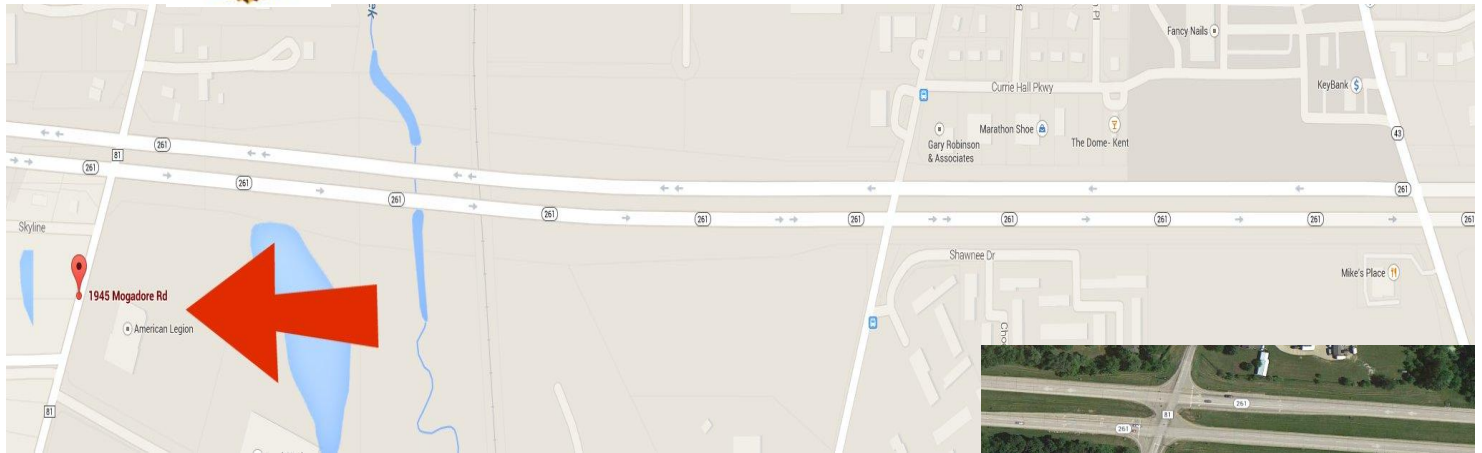 Fancy Nails
KeyBank
Currie Hall Pkwy
Marathon Shoe
The Dome - Kent
Gary Robinson
& Associates
43
261
81
261
261
261
261
261
261
261
261
261
261
261
261
Skyline
Shawnee Dr
Mike's Place
1945 Mogadore Rd
American Legion
81
261
81
261